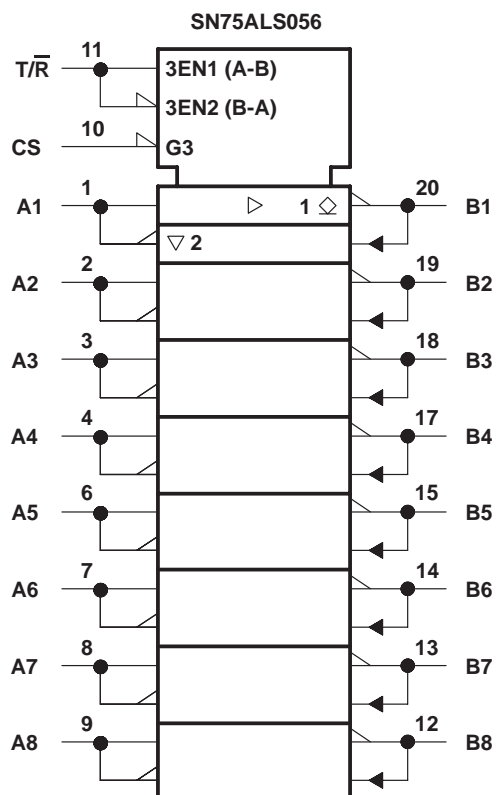 SN75ALS056
11
T/R̅
3EN1 (A-B)
3EN2 (B-A)
10
CS
G3
1
20
A1
1
B1
2
2
19
A2
B2
3
18
A3
B3
4
17
A4
B4
6
15
A5
B5
7
14
A6
B6
8
13
A7
B7
9
12
A8
B8